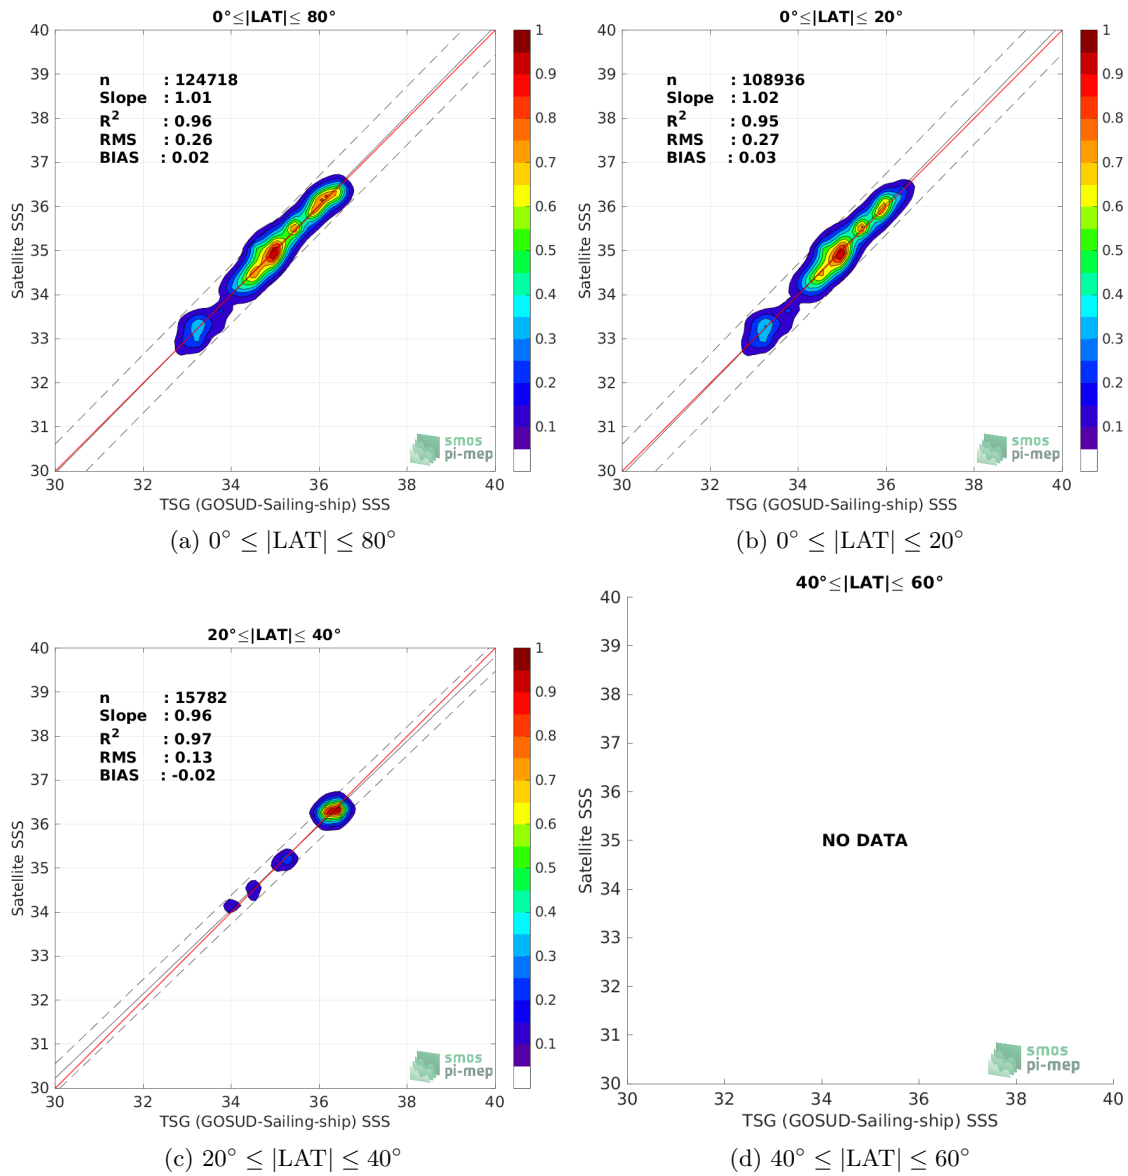 0°≤|LAT|≤ 80°
40
39
38
37
36
35
34
33
32
31
30
Satellite SSS
n : 124718
Slope : 1.01
R² : 0.96
RMS : 0.26
BIAS : 0.02
1
0.9
0.8
0.7
0.6
0.5
0.4
0.3
0.2
0.1
smos
pi-mep
30 32 34 36 38 40
TSG (GOSUD-Sailing-ship) SSS
(a) 0° ≤ |LAT| ≤ 80°
0°≤|LAT|≤ 20°
40
39
38
37
36
35
34
33
32
31
30
Satellite SSS
n : 108936
Slope : 1.02
R² : 0.95
RMS : 0.27
BIAS : 0.03
1
0.9
0.8
0.7
0.6
0.5
0.4
0.3
0.2
0.1
smos
pi-mep
30 32 34 36 38 40
TSG (GOSUD-Sailing-ship) SSS
(b) 0° ≤ |LAT| ≤ 20°
20°≤|LAT|≤ 40°
40
39
38
37
36
35
34
33
32
31
30
Satellite SSS
n : 15782
Slope : 0.96
R² : 0.97
RMS : 0.13
BIAS : -0.02
1
0.9
0.8
0.7
0.6
0.5
0.4
0.3
0.2
0.1
smos
pi-mep
30 32 34 36 38 40
TSG (GOSUD-Sailing-ship) SSS
(c) 20° ≤ |LAT| ≤ 40°
40°≤|LAT|≤ 60°
40
39
38
37
36
35
34
33
32
31
30
Satellite SSS
NO DATA
smos
pi-mep
30 32 34 36 38 40
TSG (GOSUD-Sailing-ship) SSS
(d) 40° ≤ |LAT| ≤ 60°